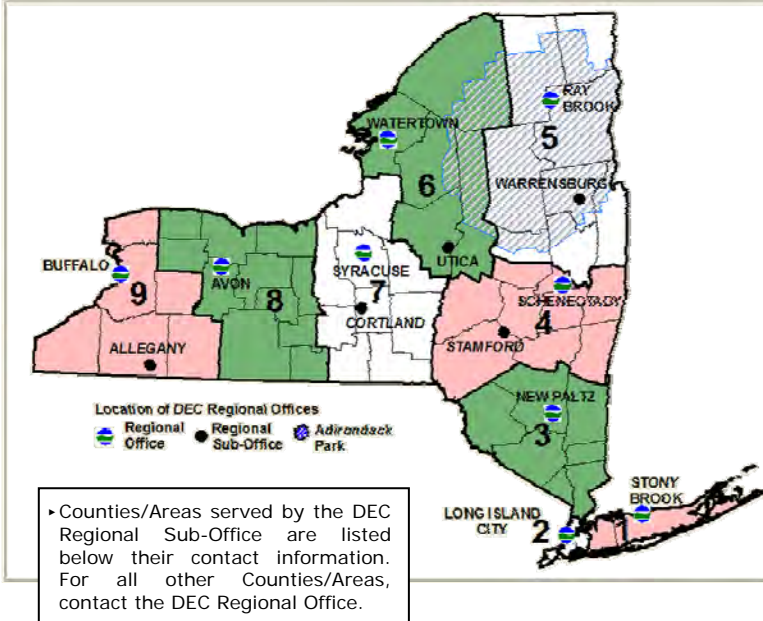 RAY
BROOK
5
WATERTOWN
6
WARRENSBURG
UTICA
BUFFALO
9
AVON
8
SYRACUSE
7
CORTLAND
SCHENECTADY
4
STAMFORD
ALLEGANY
NEW PALTZ
3
Location of DEC Regional Offices
Regional Office
Regional Sub-Office
Adirondack Park
STONY
BROOK
1
LONG ISLAND
CITY
2
‣Counties/Areas served by the DEC
Regional Sub-Office are listed
below their contact information.
For all other Counties/Areas,
contact the DEC Regional Office.